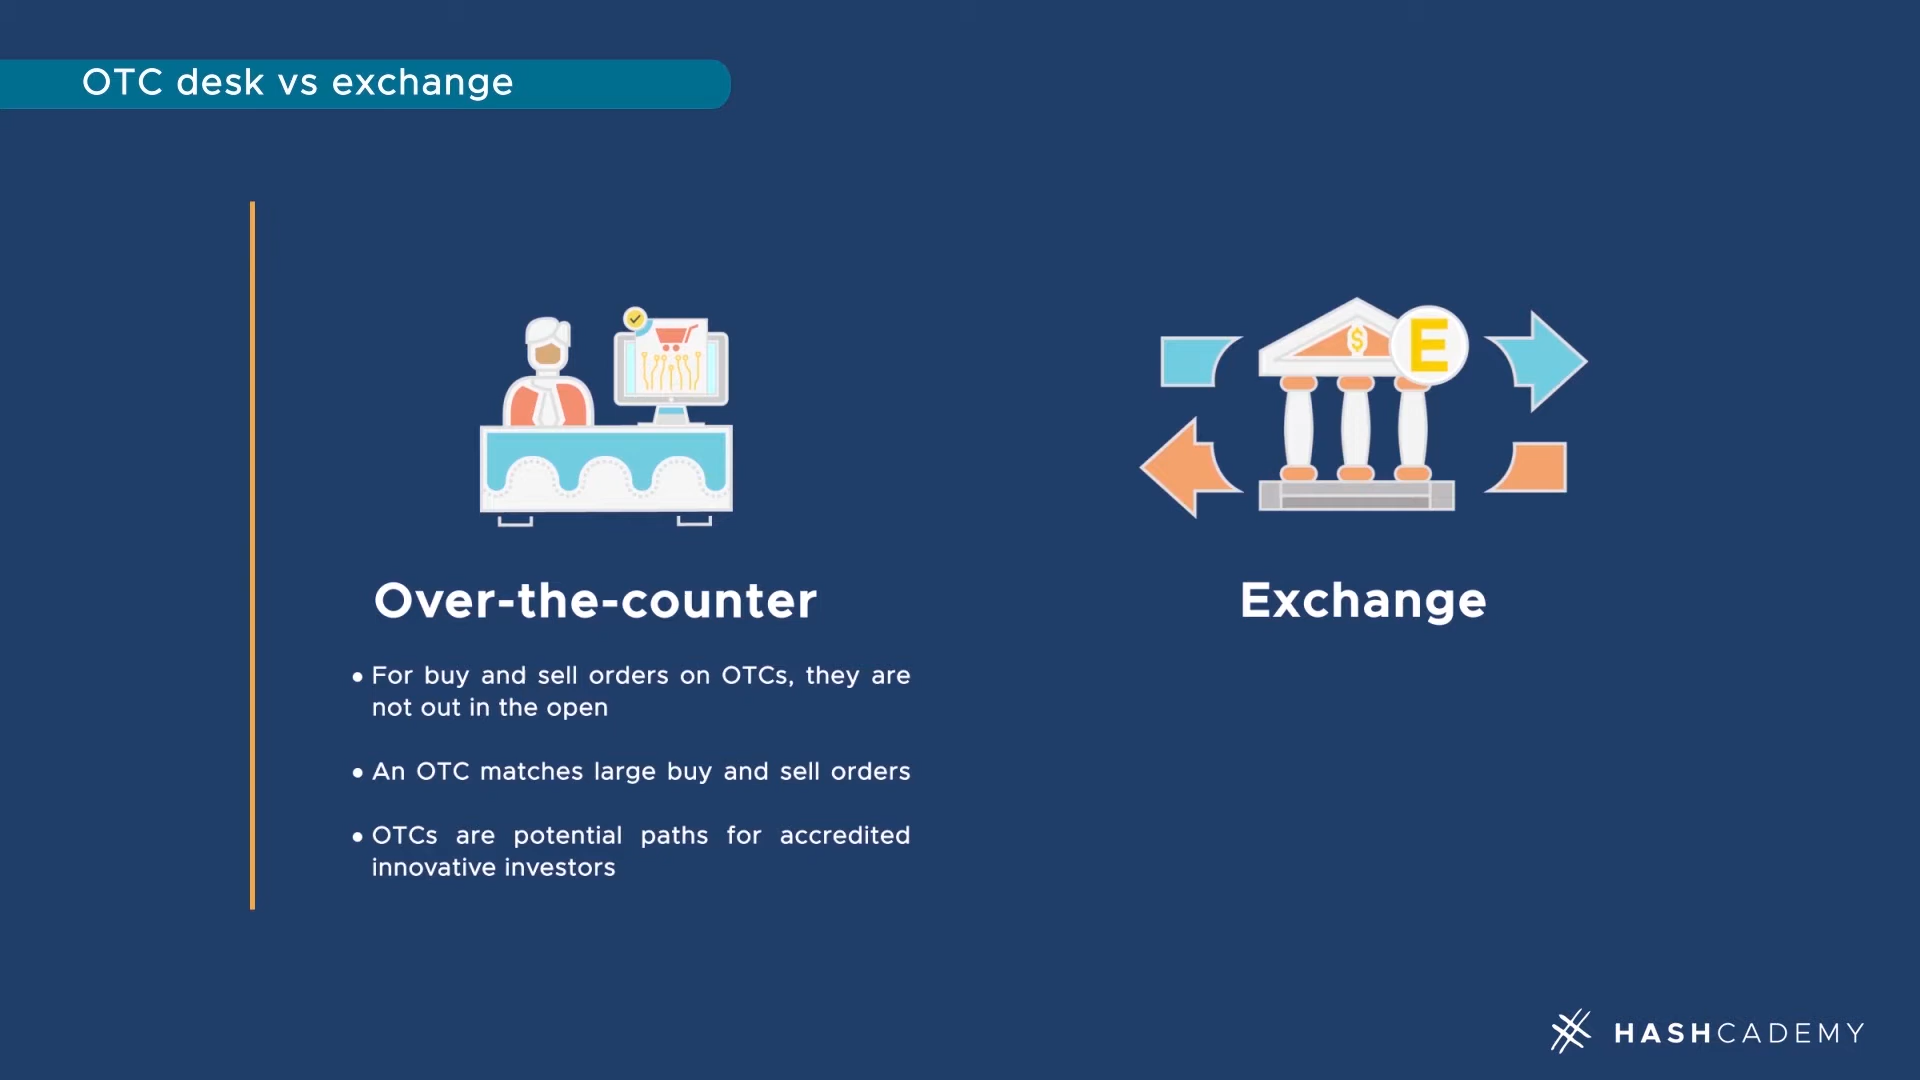 OTC desk vs exchange
$
E
Over-the-counter
Exchange
• For buy and sell orders on OTCs, they are
not out in the open
• An OTC matches large buy and sell orders
• OTCs are potential paths for accredited
innovative investors
HASHCADEMY